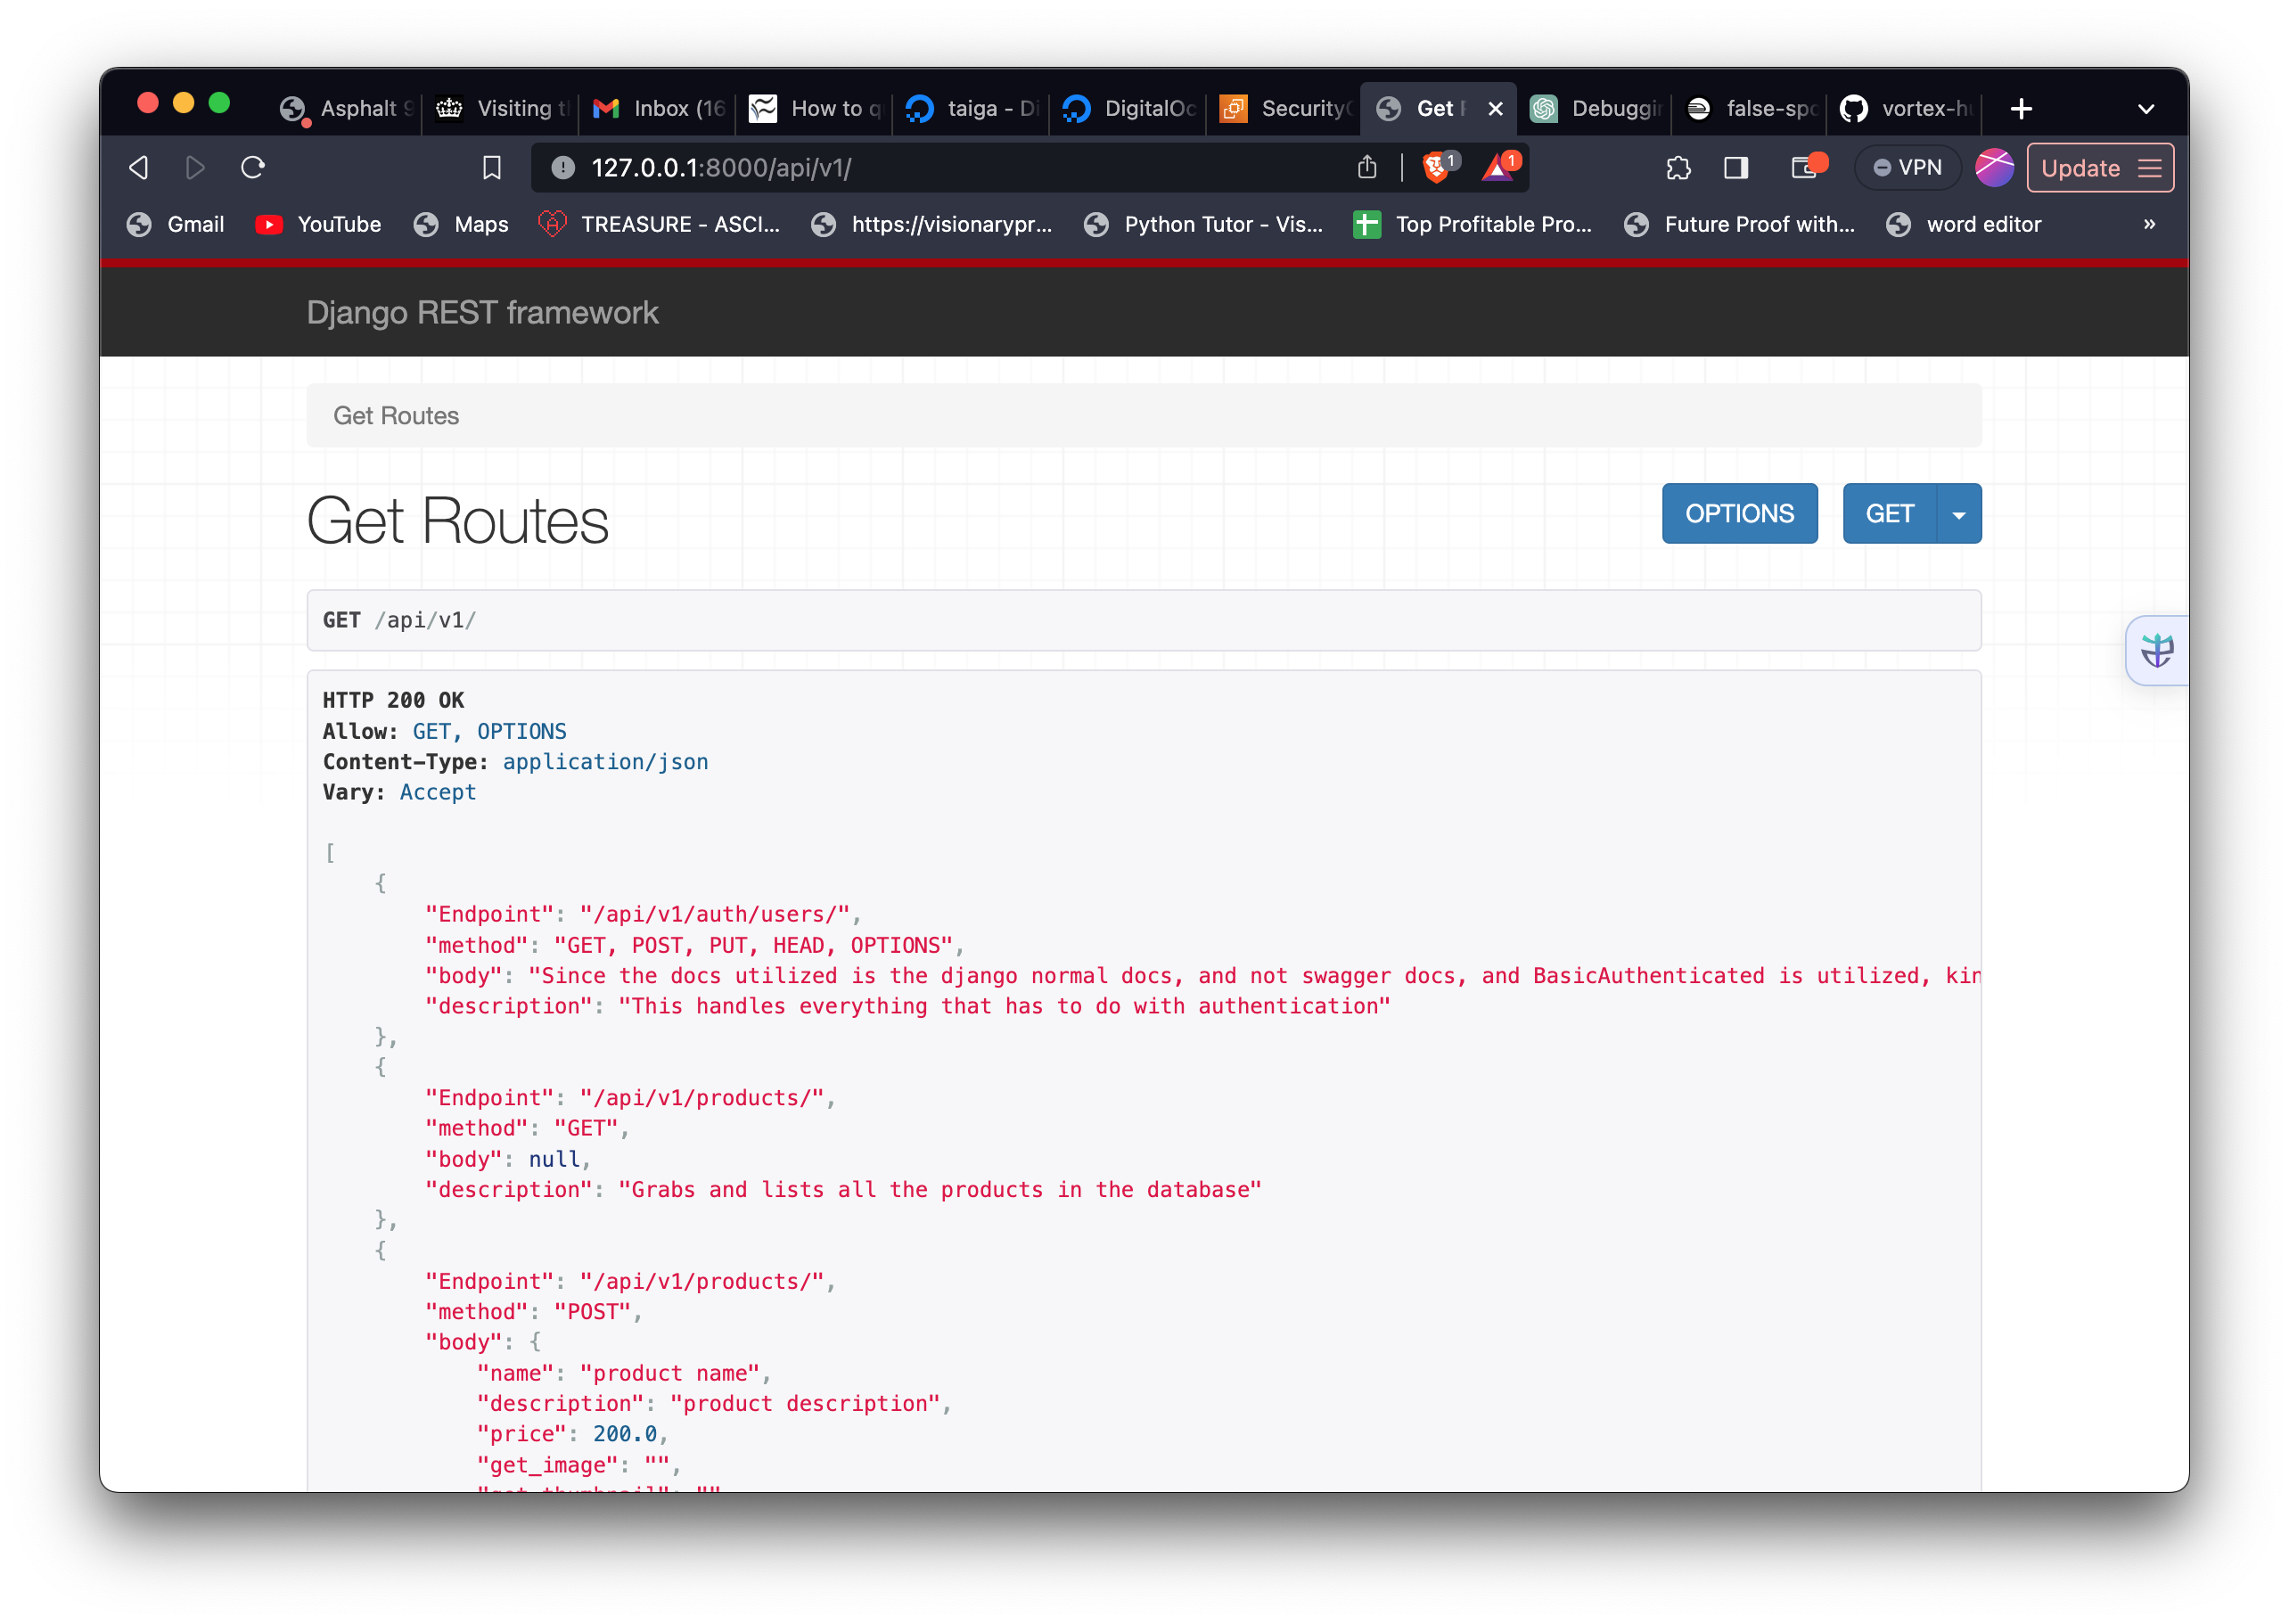 Asphalt 9
Visiting t
Inbox (16
How to q
taiga - Di
DigitalOc
Security
Get
Debuggin
false-spo
vortex-h
127.0.0.1:8000/api/v1/
1
1
VPN
Update
Gmail
YouTube
Maps
TREASURE - ASCI...
https://visionarypr...
Python Tutor - Vis...
Top Profitable Pro...
Future Proof with...
word editor
»
Django REST framework
Get Routes
Get Routes
OPTIONS
GET
GET /api/v1/
HTTP 200 OK
Allow: GET, OPTIONS
Content-Type: application/json
Vary: Accept
[
{
"Endpoint": "/api/v1/auth/users/",
"method": "GET, POST, PUT, HEAD, OPTIONS",
"body": "Since the docs utilized is the django normal docs, and not swagger docs, and BasicAuthenticated is utilized, kin
"description": "This handles everything that has to do with authentication"
},
{
"Endpoint": "/api/v1/products/",
"method": "GET",
"body": null,
"description": "Grabs and lists all the products in the database"
},
{
"Endpoint": "/api/v1/products/",
"method": "POST",
"body": {
"name": "product name",
"description": "product description",
"price": 200.0,
"get_image": "",